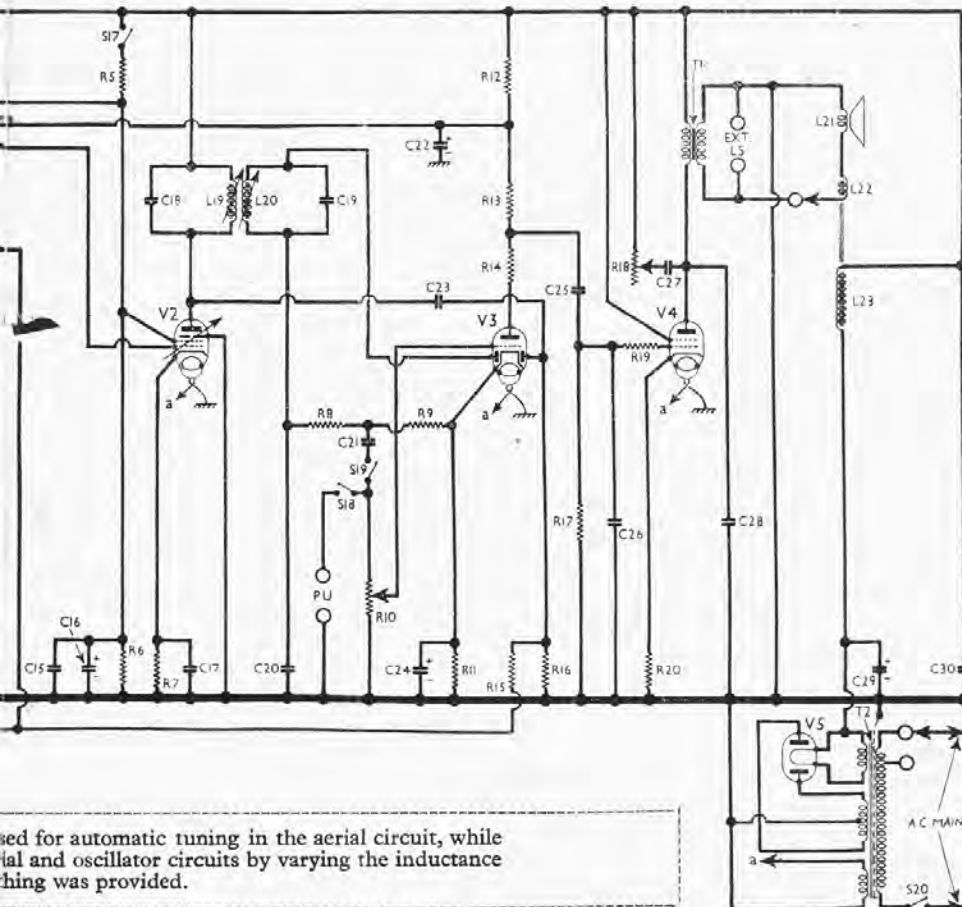 S17
R5
R12
T1
C22
EXT
LS
L21
L22
C18
L19
L20
C19
R13
R14
R18
C27
C23
C25
L23
V2
V3
V4
R19
a
a
a
R8
R9
C21
S19
S18
R17
C26
C28
PU
R10
C16
C15
R6
R7
C17
C20
C24
R11
R15
R16
R20
C29
C30
T2
V5
A.C. MAIN
a
S20
sed for automatic tuning in the aerial circuit, while
ial and oscillator circuits by varying the inductance
hing was provided.